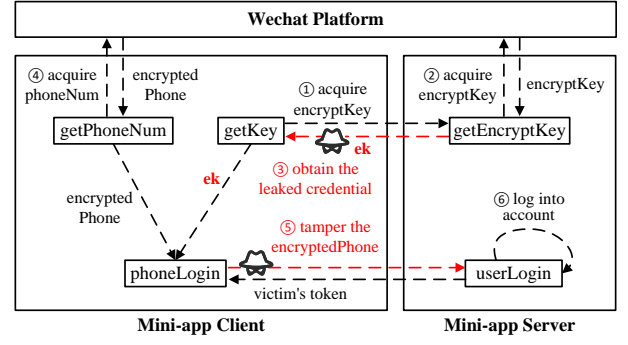 Wechat Platform
④ acquire
phoneNum
encrypted
Phone
① acquire
encryptKey
② acquire
encryptKey
encryptKey
getPhoneNum
getKey
getEncryptKey
ek
③ obtain the
leaked credential
ek
encrypted
Phone
⑤ tamper the
encryptedPhone
⑥ log into
account
phoneLogin
userLogin
victim's token
Mini-app Client
Mini-app Server